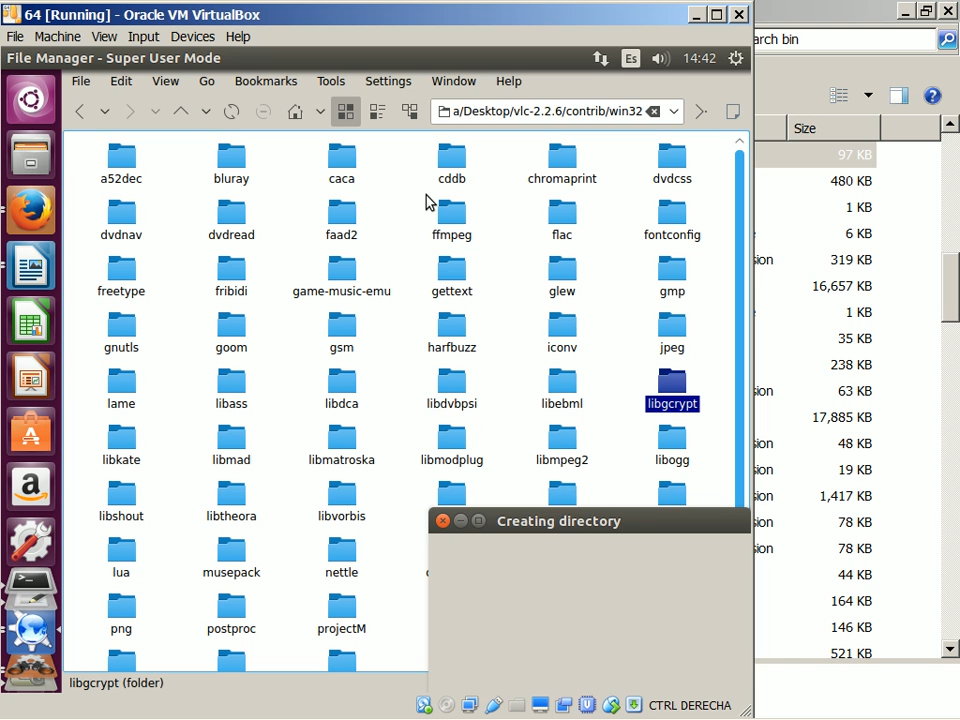 64 [Running] - Oracle VM VirtualBox
File Machine View Input Devices Help
arch bin
File Manager - Super User Mode
Es 14:42
File Edit View Go Bookmarks Tools Settings Window Help
a/Desktop/vlc-2.2.6/contrib/win32
Size
a52dec bluray caca cddb chromaprint dvdcss
dvdnav dvdread faad2 ffmpeg flac fontconfig
freetype fribidi game-music-emu gettext glew gmp
gnutls goom gsm harfbuzz iconv jpeg
lame libass libdca libdvbpsi libebml libgcrypt
libkate libmad libmatroska libmodplug libmpeg2 libogg
libshout libtheora libvorbis
lua musepack nettle
png postproc projectM
Creating directory
libgcrypt (folder)
CTRL DERECHA
97 KB
480 KB
1 KB
6 KB
sion 319 KB
16,657 KB
1 KB
35 KB
238 KB
sion 63 KB
17,885 KB
sion 48 KB
sion 19 KB
sion 1,417 KB
sion 78 KB
sion 78 KB
44 KB
164 KB
146 KB
521 KB